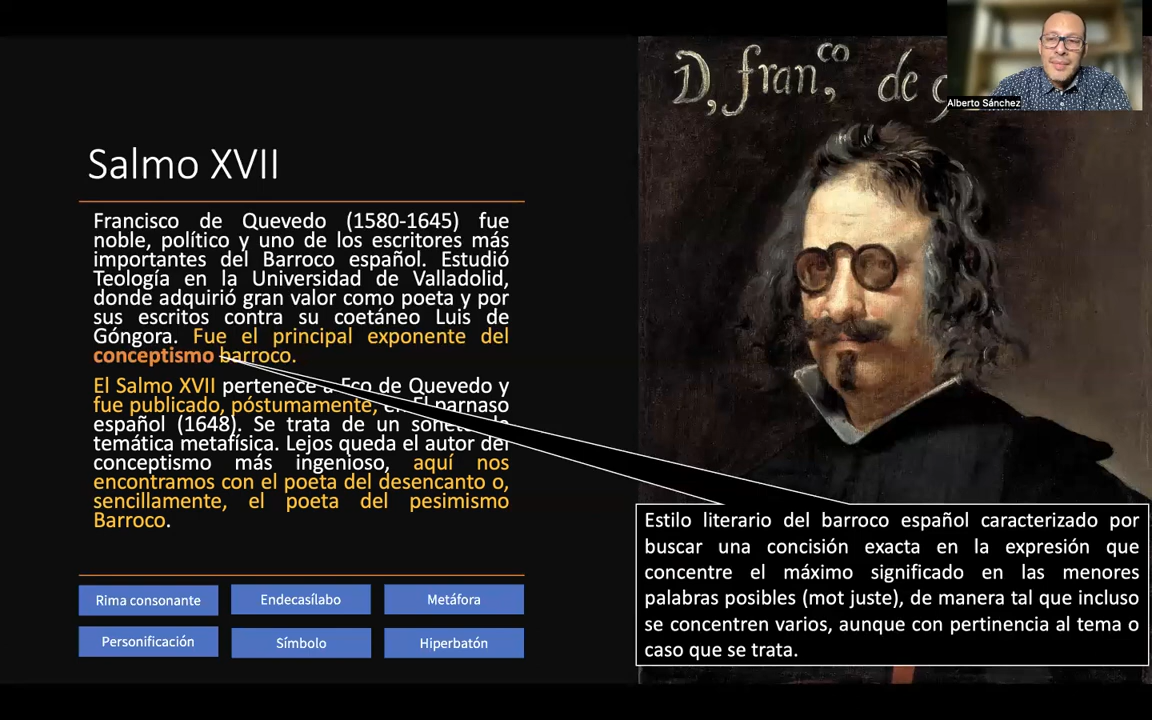 D, fran,co de
Alberto Sánchez
Salmo XVII
Francisco de Quevedo (1580-1645) fue
noble, político y uno de los escritores más
importantes del Barroco español. Estudió
Teología en la Universidad de Valladolid,
donde adquirió gran valor como poeta y por
sus escritos contra su coetáneo Luis de
Góngora. Fue el principal exponente del
conceptismo barroco.
El Salmo XVII pertenece a Fco de Quevedo y
fue publicado, póstumamente, en El parnaso
español (1648). Se trata de un soneto de
temática metafísica. Lejos queda el autor del
conceptismo más ingenioso, aquí nos
encontramos con el poeta del desencanto o,
sencillamente, el poeta del pesimismo
Barroco.
Estilo literario del barroco español caracterizado por
buscar una concisión exacta en la expresión que
concentre el máximo significado en las menores
palabras posibles (mot juste), de manera tal que incluso
se concentren varios, aunque con pertinencia al tema o
caso que se trata.
Rima consonante
Endecasílabo
Metáfora
Personificación
Símbolo
Hiperbatón